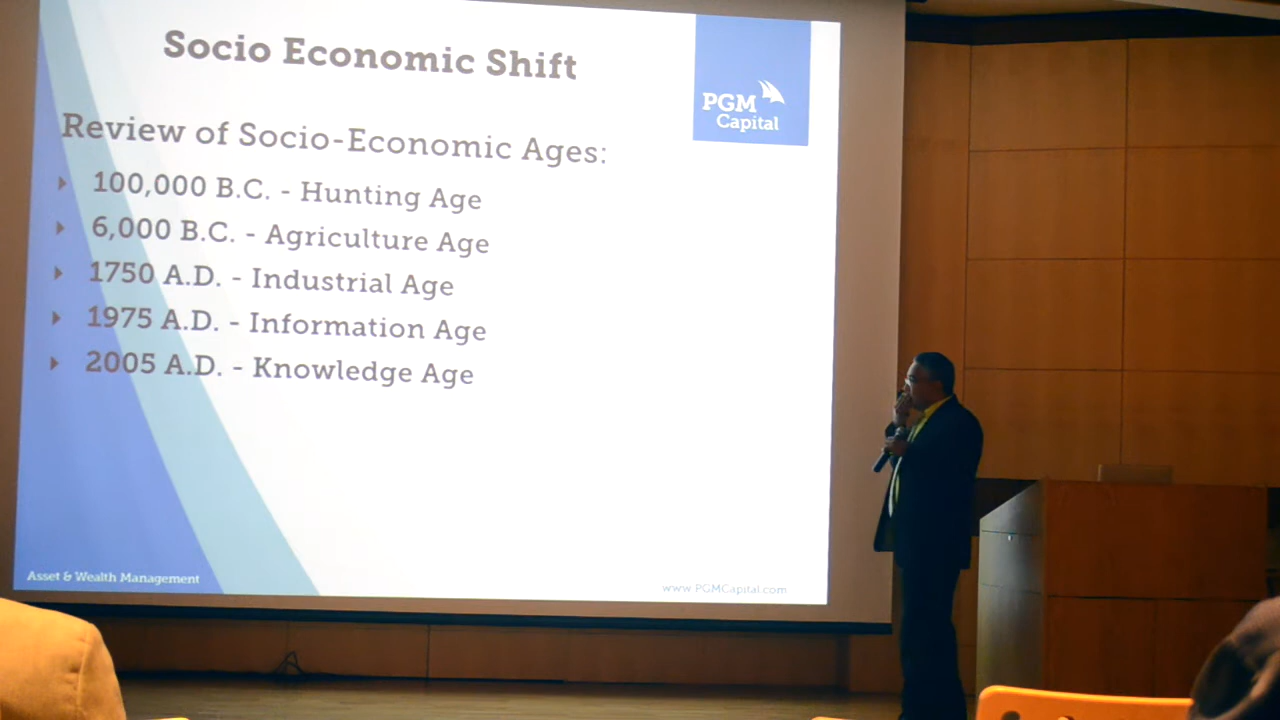 Socio Economic Shift
PGM
Capital
Review of Socio-Economic Ages:
100,000 B.C. - Hunting Age
6,000 B.C. - Agriculture Age
1750 A.D. - Industrial Age
1975 A.D. - Information Age
2005 A.D. - Knowledge Age
Asset & Wealth Management
www.PGMCapital.com